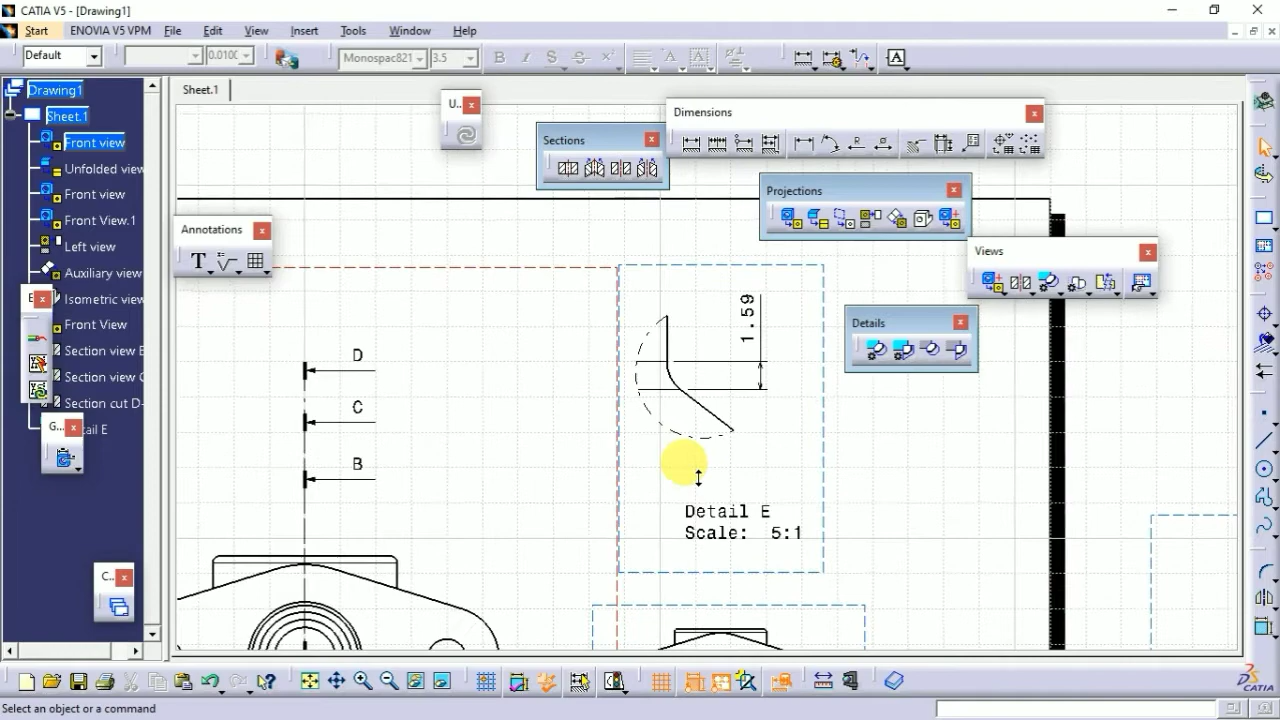 CATIA V5 - [Drawing1]
Start ENOVIA V5 VPM File Edit View Insert Tools Window Help
Default 0.010 Monospac821 3.5 B I S A
Sheet.1
Drawing1
Sheet.1
Front view
Unfolded view
Front view
Front View.1
Left view
Auxiliary view
Isometric view
Front View
Section view B
Section view C
Section cut D-
tail E
U..
Sections
Dimensions
Projections
Annotations
Views
Details
G..
C..
1.59
D
C
B
Detail E
Scale: 5:1
CATIA
Select an object or a command